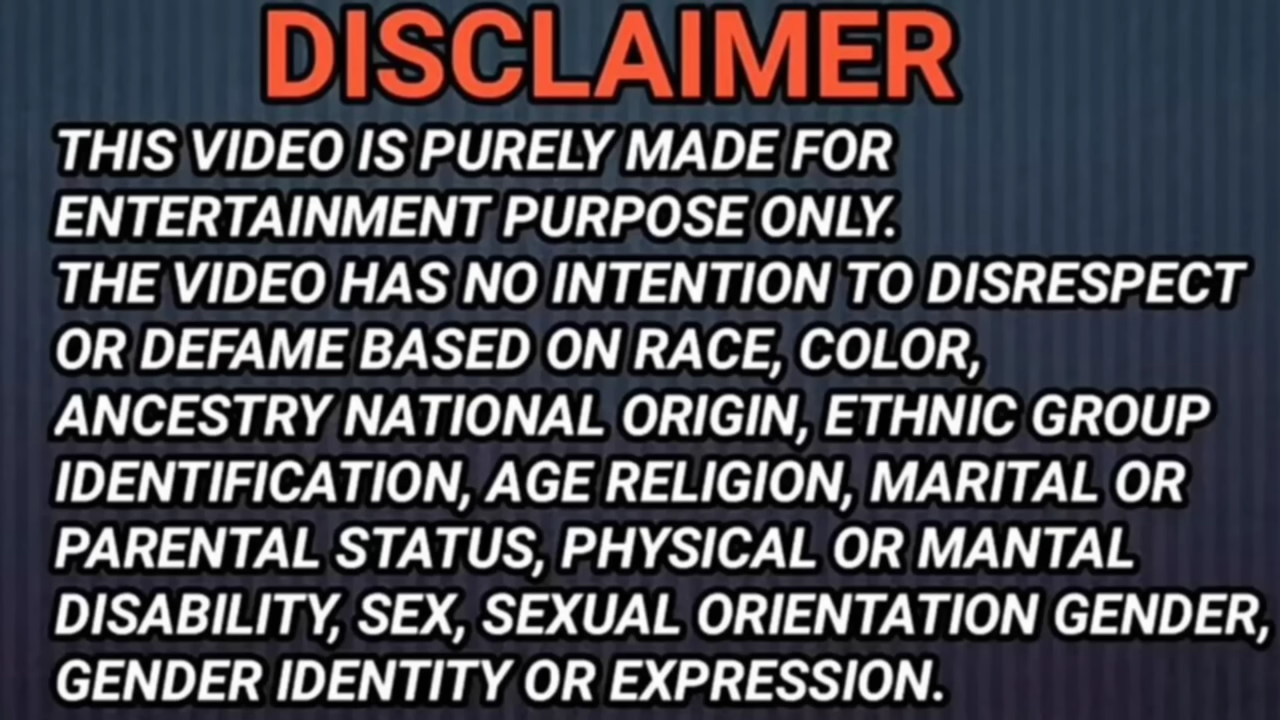 DISCLAIMER
THIS VIDEO IS PURELY MADE FOR
ENTERTAINMENT PURPOSE ONLY.
THE VIDEO HAS NO INTENTION TO DISRESPECT
OR DEFAME BASED ON RACE, COLOR,
ANCESTRY NATIONAL ORIGIN, ETHNIC GROUP
IDENTIFICATION, AGE RELIGION, MARITAL OR
PARENTAL STATUS, PHYSICAL OR MANTAL
DISABILITY, SEX, SEXUAL ORIENTATION GENDER,
GENDER IDENTITY OR EXPRESSION.